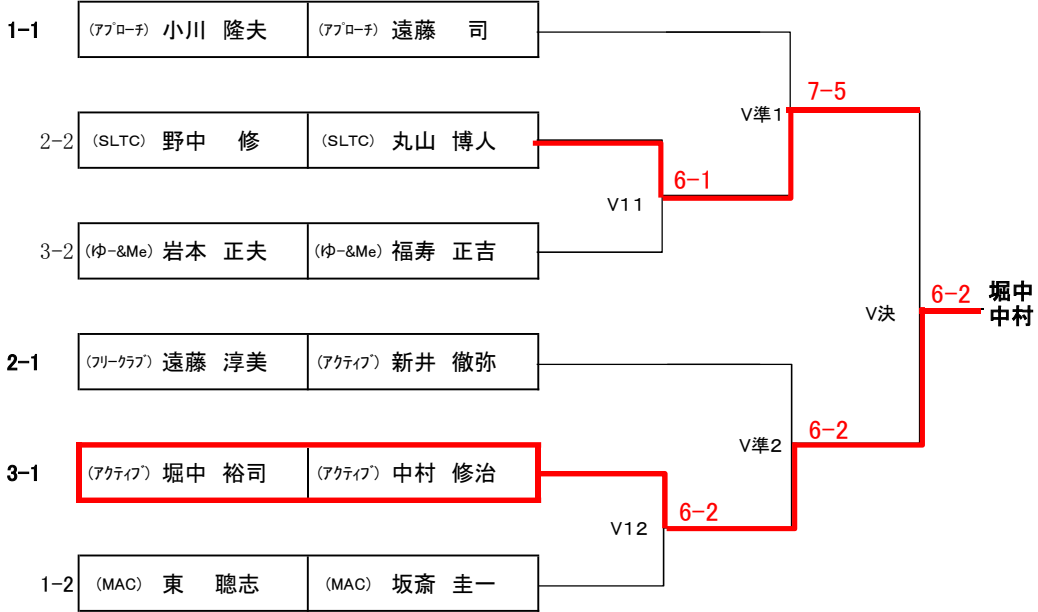 1-1 (アプローチ) 小川 隆夫 (アプローチ) 遠藤 司
7-5
V準1
2-2 (SLTC) 野中 修 (SLTC) 丸山 博人
6-1
V11
3-2 (ゆー&Me) 岩本 正夫 (ゆー&Me) 福寿 正吉
6-2 堀中
V決 中村
2-1 (フリークラブ) 遠藤 淳美 (アクティブ) 新井 徹弥
6-2
V準2
3-1 (アクティブ) 堀中 裕司 (アクティブ) 中村 修治
6-2
V12
1-2 (MAC) 東 聰志 (MAC) 坂斎 圭一